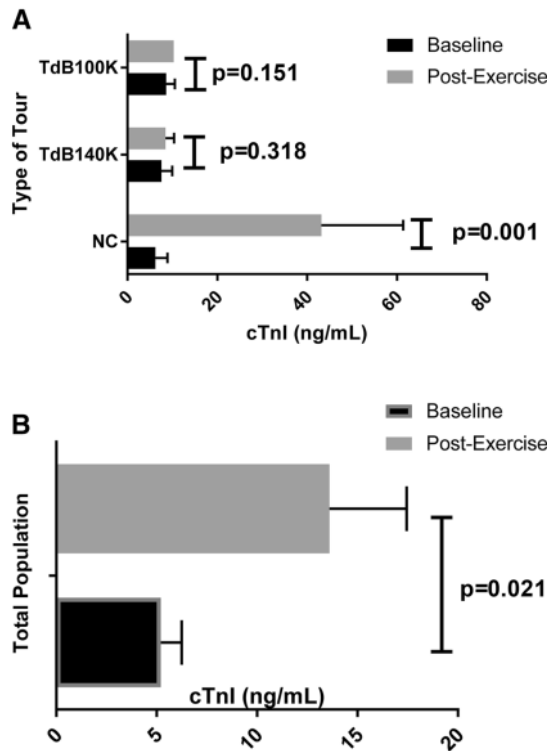 A
Baseline
Post-Exercise
Type of Tour
TdB100K
p=0.151
TdB140K
p=0.318
NC
p=0.001
0 20 40 60 80
cTnI (ng/mL)
B
Baseline
Post-Exercise
Total Population
p=0.021
cTnI (ng/mL)
0 5 10 15 20